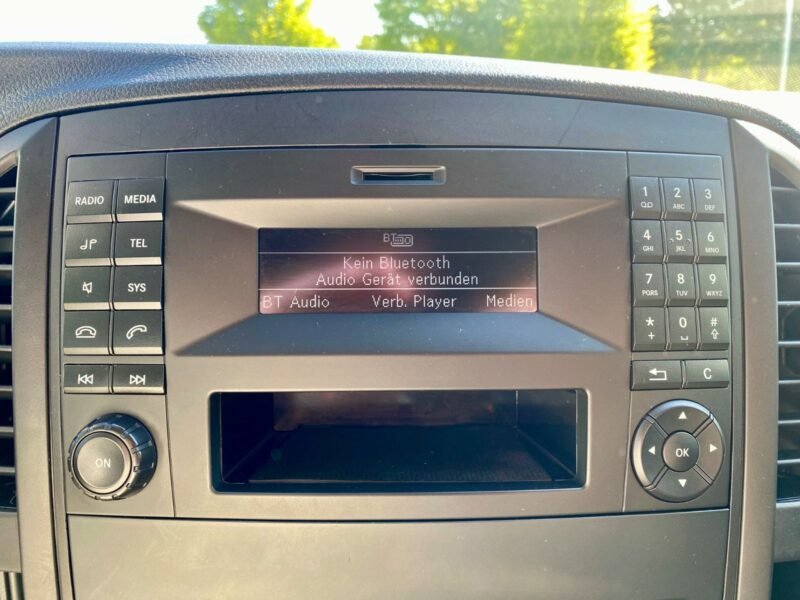 RADIO MEDIA
TEL
SYS
ON
BT
Kein Bluetooth
Audio Gerät verbunden
BT Audio Verb. Player Medien
1 2 ABC 3 DEF
4 GHI 5 JKL 6 MNO
7 PQRS 8 TUV 9 WXYZ
* + 0 #
C
OK